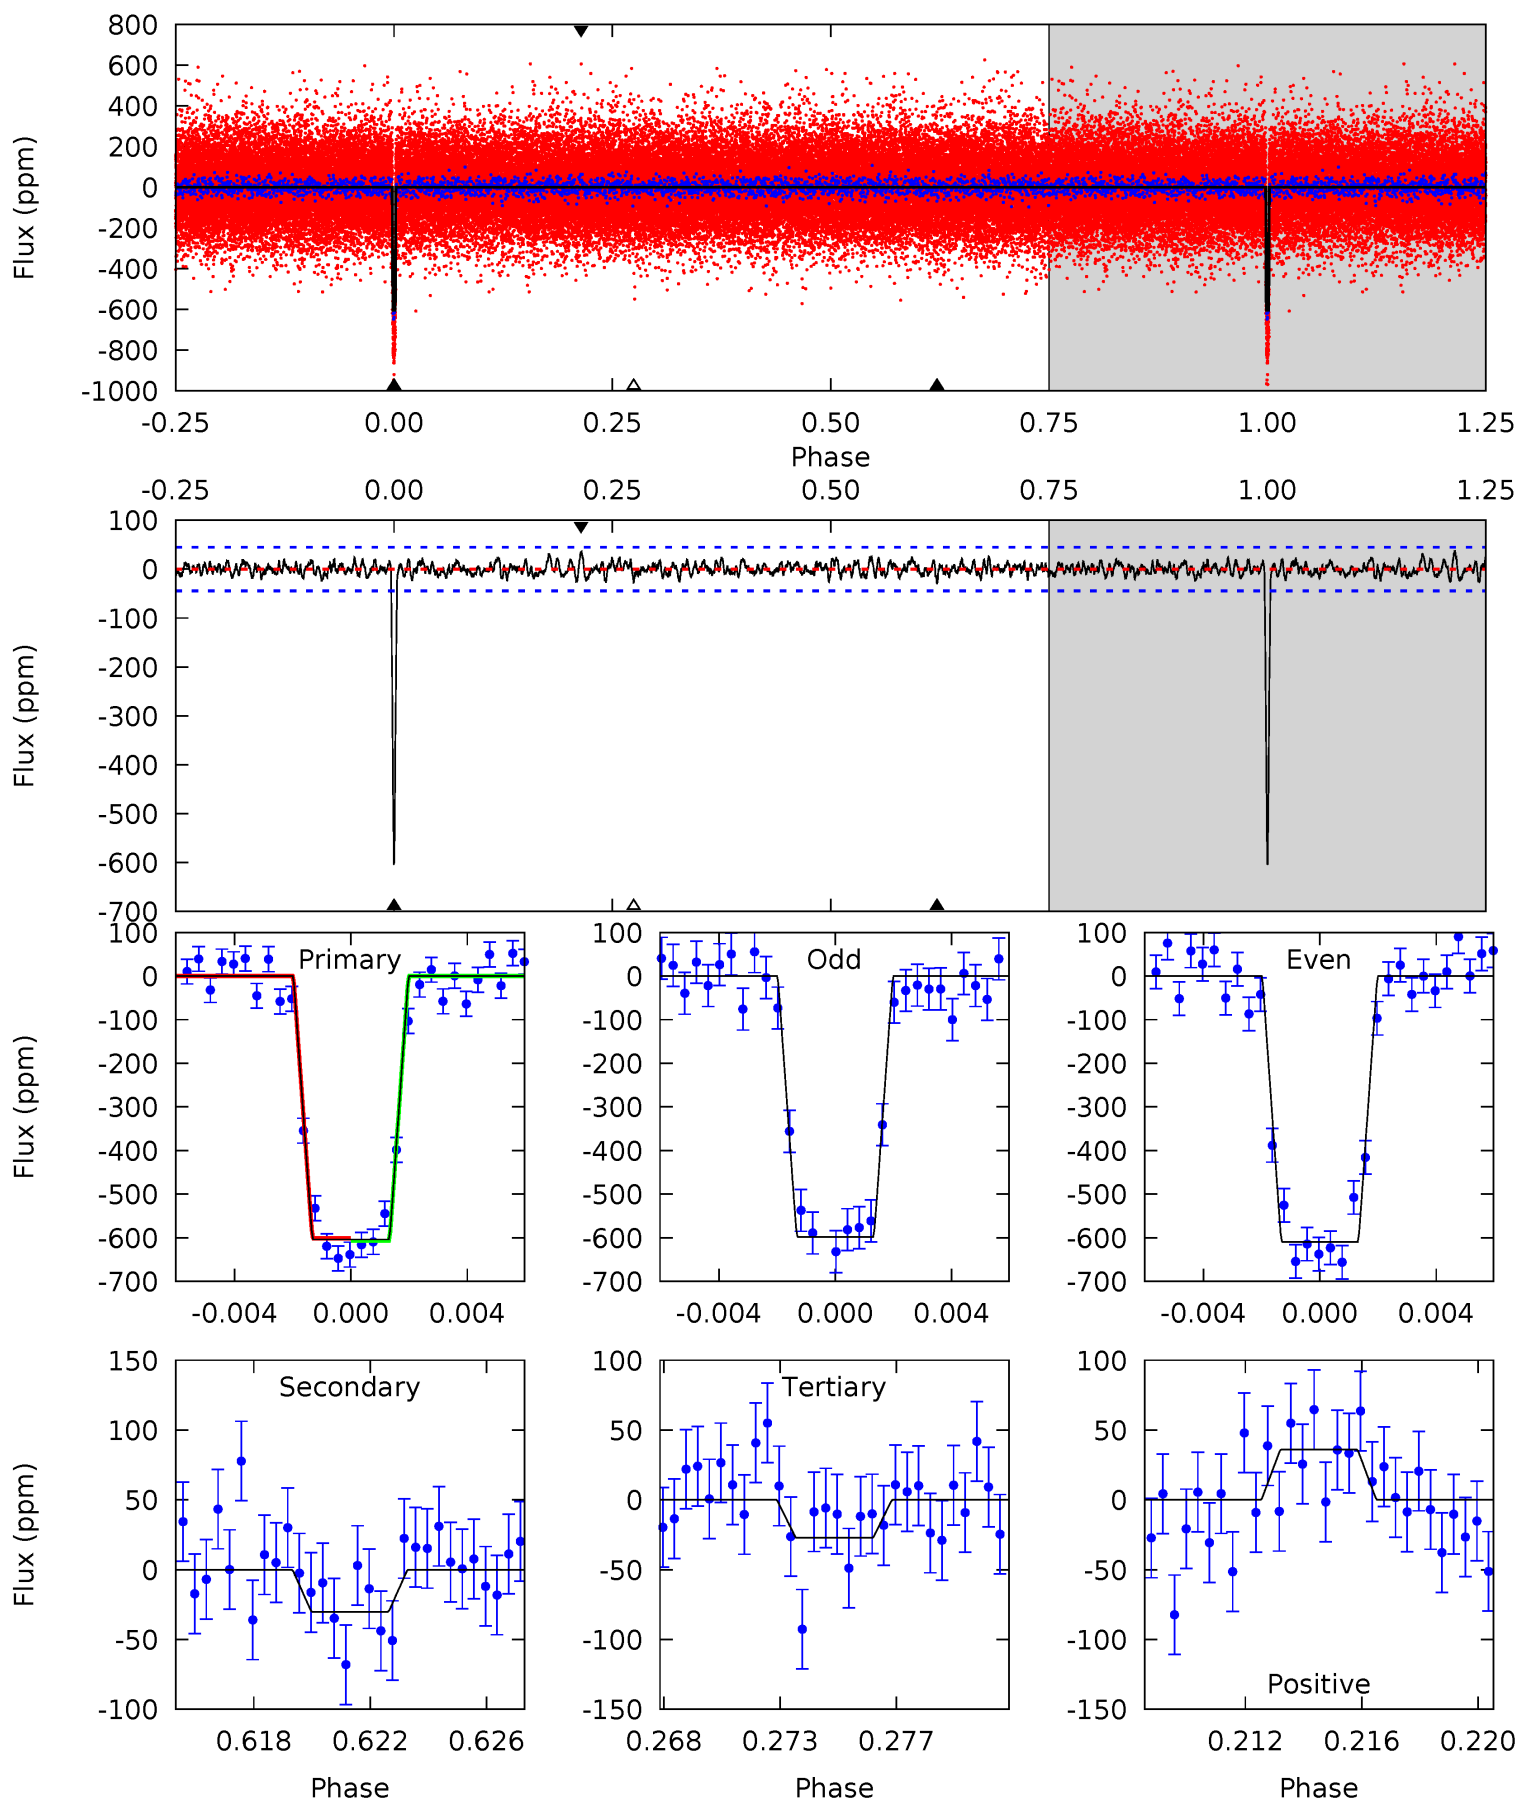 800
600
400
200
0
-200
-400
-600
-800
-1000
Flux (ppm)
-0.25 0.00 0.25 0.50 0.75 1.00 1.25
Phase
-0.25 0.00 0.25 0.50 0.75 1.00 1.25
100
0
-100
-200
-300
-400
-500
-600
-700
Flux (ppm)
Primary Odd Even
100 100 100
0 0 0
-100 -100 -100
-200 -200 -200
-300 -300 -300
-400 -400 -400
-500 -500 -500
-600 -600 -600
-700 -700 -700
Flux (ppm)
-0.004 0.000 0.004 -0.004 0.000 0.004 -0.004 0.000 0.004
Secondary Tertiary Positive
150 100 100
100 50 50
50 0 0
0 -50 -50
-50 -100 -100
-100 -150 -150
Flux (ppm)
0.618 0.622 0.626 0.268 0.273 0.277 0.212 0.216 0.220
Phase Phase Phase